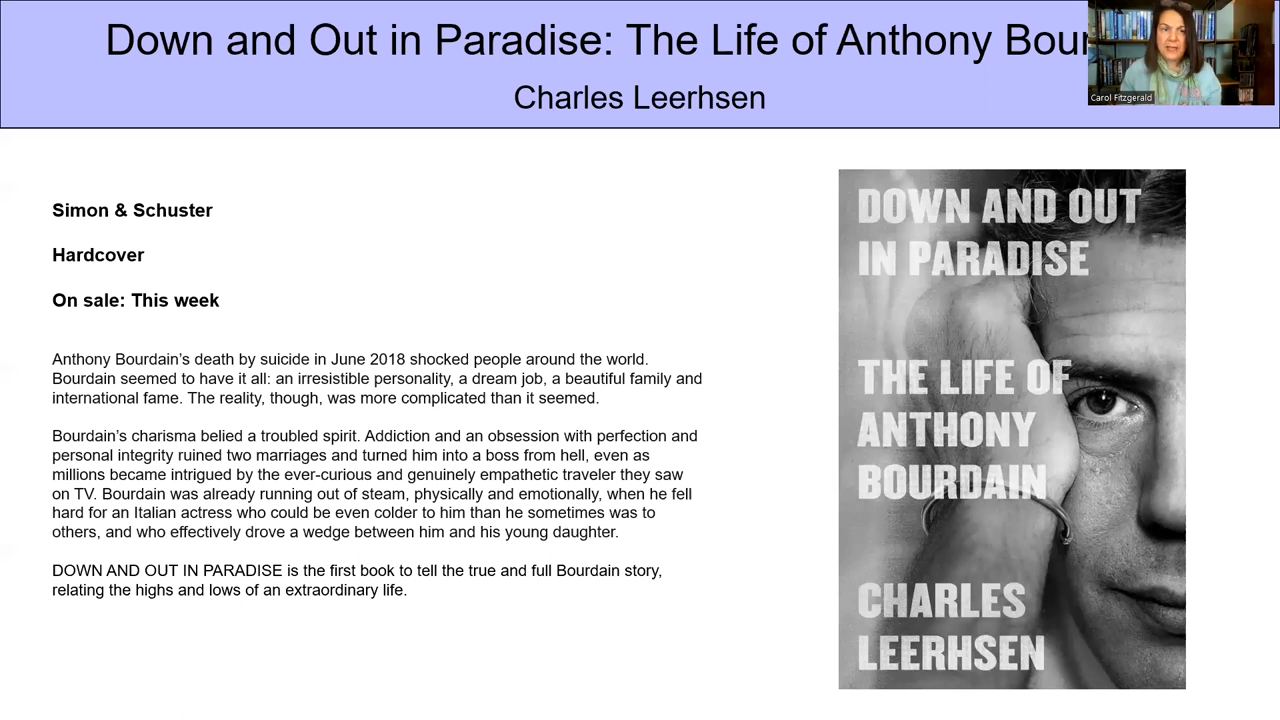 Down and Out in Paradise: The Life of Anthony Bour
Charles Leerhsen
Carol Fitzgerald
Simon & Schuster
Hardcover
On sale: This week
Anthony Bourdain’s death by suicide in June 2018 shocked people around the world.
Bourdain seemed to have it all: an irresistible personality, a dream job, a beautiful family and
international fame. The reality, though, was more complicated than it seemed.
Bourdain’s charisma belied a troubled spirit. Addiction and an obsession with perfection and
personal integrity ruined two marriages and turned him into a boss from hell, even as
millions became intrigued by the ever-curious and genuinely empathetic traveler they saw
on TV. Bourdain was already running out of steam, physically and emotionally, when he fell
hard for an Italian actress who could be even colder to him than he sometimes was to
others, and who effectively drove a wedge between him and his young daughter.
DOWN AND OUT IN PARADISE is the first book to tell the true and full Bourdain story,
relating the highs and lows of an extraordinary life.
DOWN AND OUT
IN PARADISE
THE LIFE OF
ANTHONY
BOURDAIN
CHARLES
LEERHSEN